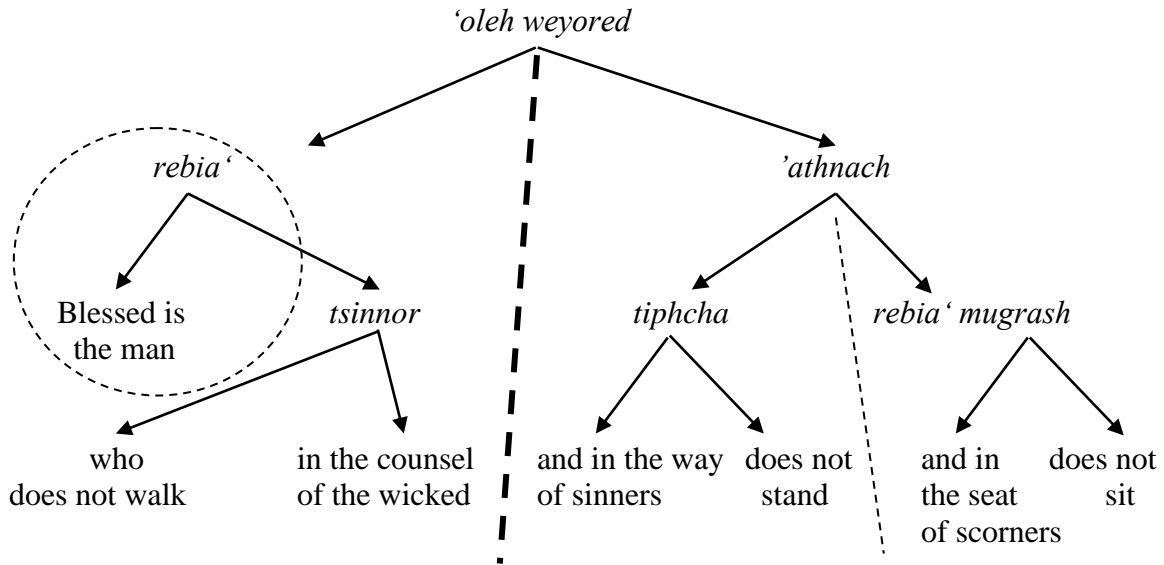 ‘oleh weyored
rebia‘
’athnach
Blessed is
the man
tsinnor
tiphcha
rebia‘ mugrash
who
does not walk
in the counsel
of the wicked
and in the way
of sinners
does not
stand
and in
the seat
of scorners
does not
sit